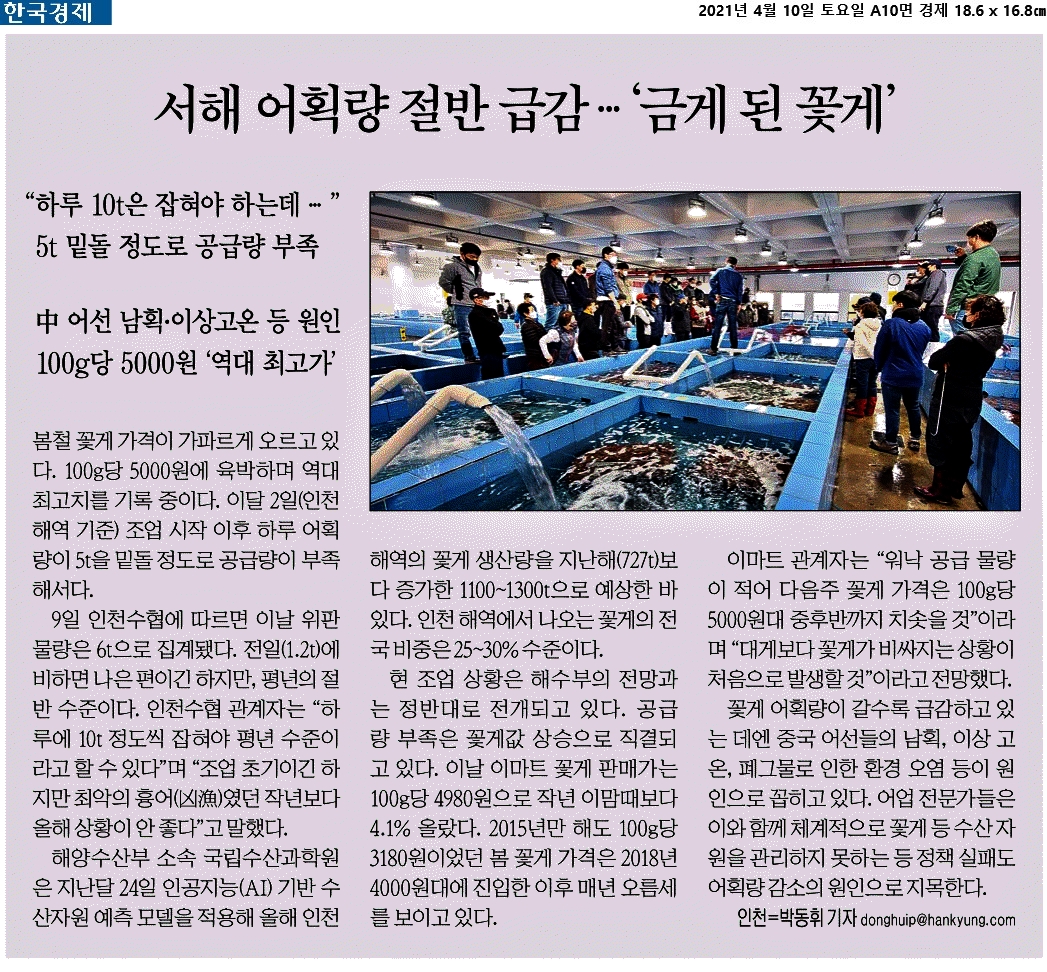 한국경제
2021년 4월 10일 토요일 A10면 경제 18.6 x 16.8㎝
서해 어획량 절반 급감… ‘금게 된 꽃게’
“하루 10t은 잡혀야 하는데 … ”
5t 밑돌 정도로 공급량 부족
中 어선 남획·이상고온 등 원인
100g당 5000원 ‘역대 최고가’
봄철 꽃게 가격이 가파르게 오르고 있
다. 100g당 5000원에 육박하며 역대
최고치를 기록 중이다. 이달 2일(인천
해역 기준) 조업 시작 이후 하루 어획
량이 5t을 밑돌 정도로 공급량이 부족
해서다.
9일 인천수협에 따르면 이날 위판
물량은 6t으로 집계됐다. 전일(1.2t)에
비하면 나은 편이긴 하지만, 평년의 절
반 수준이다. 인천수협 관계자는 “하
루에 10t 정도씩 잡혀야 평년 수준이
라고 할 수 있다”며 “조업 초기이긴 하
지만 최악의 흉어(凶漁)였던 작년보다
올해 상황이 안 좋다”고 말했다.
해양수산부 소속 국립수산과학원
은 지난달 24일 인공지능(AI) 기반 수
산자원 예측 모델을 적용해 올해 인천
해역의 꽃게 생산량을 지난해(727t)보
다 증가한 1100~1300t으로 예상한 바
있다. 인천 해역에서 나오는 꽃게의 전
국 비중은 25~30% 수준이다.
현 조업 상황은 해수부의 전망과
는 정반대로 전개되고 있다. 공급
량 부족은 꽃게값 상승으로 직결되
고 있다. 이날 이마트 꽃게 판매가는
100g당 4980원으로 작년 이맘때보다
4.1% 올랐다. 2015년만 해도 100g당
3180원이었던 봄 꽃게 가격은 2018년
4000원대에 진입한 이후 매년 오름세
를 보이고 있다.
이마트 관계자는 “워낙 공급 물량
이 적어 다음주 꽃게 가격은 100g당
5000원대 중후반까지 치솟을 것”이라
며 “대게보다 꽃게가 비싸지는 상황이
처음으로 발생할 것”이라고 전망했다.
꽃게 어획량이 갈수록 급감하고 있
는 데엔 중국 어선들의 남획, 이상 고
온, 폐그물로 인한 환경 오염 등이 원
인으로 꼽히고 있다. 어업 전문가들은
이와 함께 체계적으로 꽃게 등 수산 자
원을 관리하지 못하는 등 정책 실패도
어획량 감소의 원인으로 지목한다.
인천=박동휘 기자 donghuip@hankyung.com